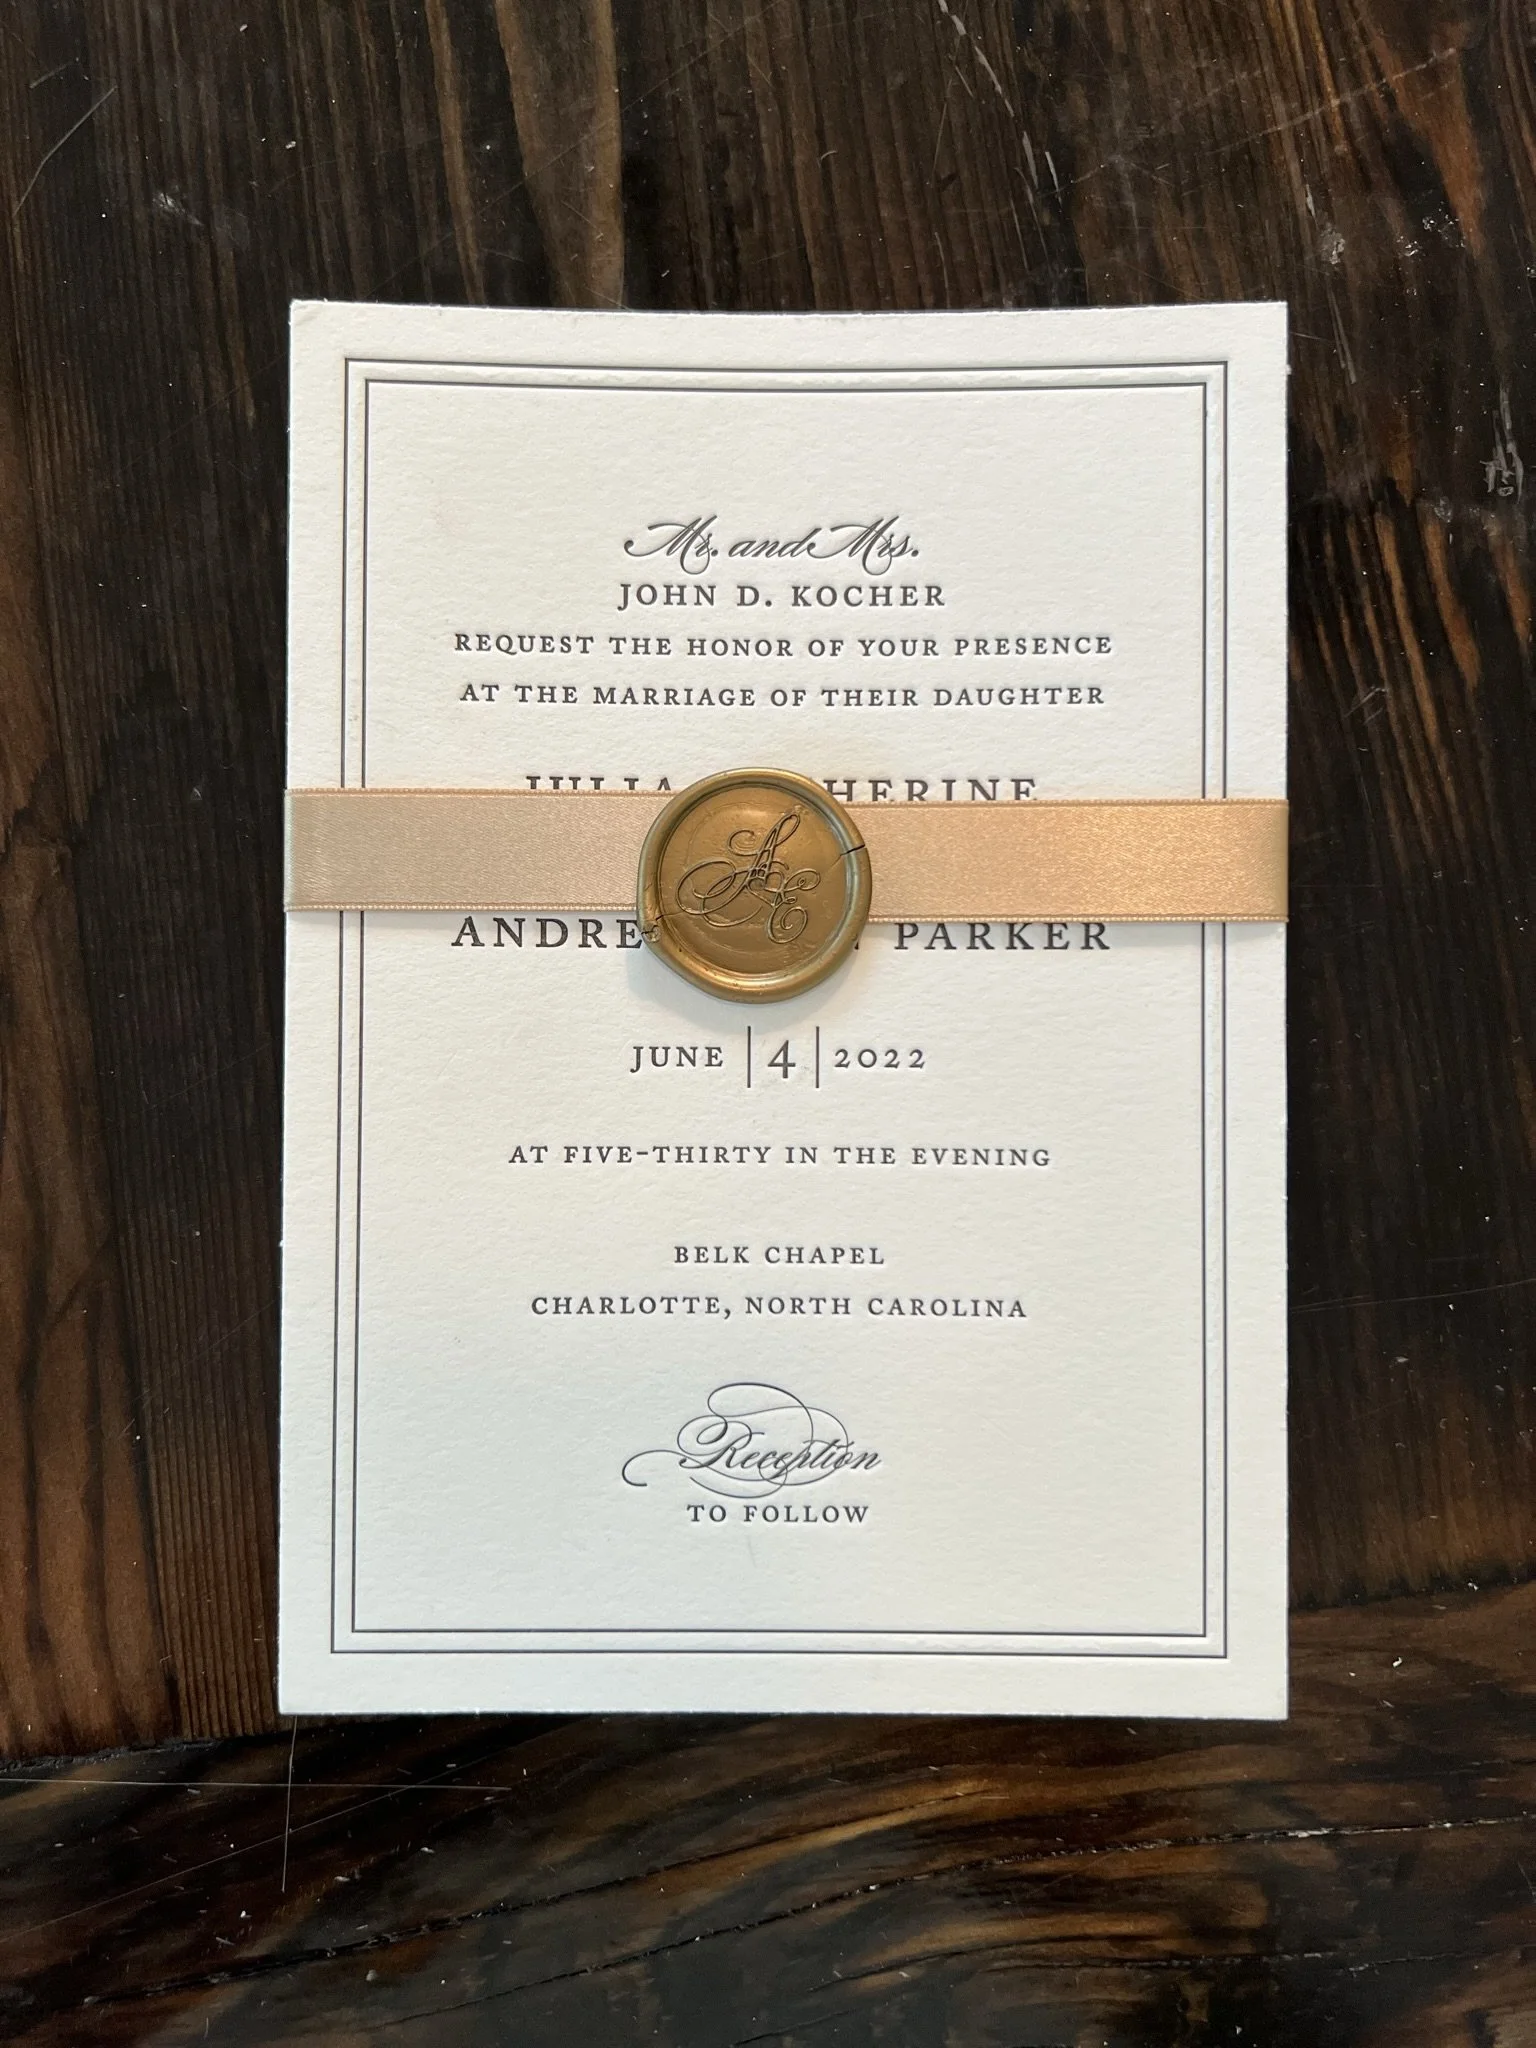 Mr. and Mrs.
JOHN D. KOCHER
REQUEST THE HONOR OF YOUR PRESENCE
AT THE MARRIAGE OF THEIR DAUGHTER
JULIA
PARKER
JUNE | 4 | 2022
AT FIVE-THIRTY IN THE EVENING
BELK CHAPEL
CHARLOTTE, NORTH CAROLINA
Reception
TO FOLLOW